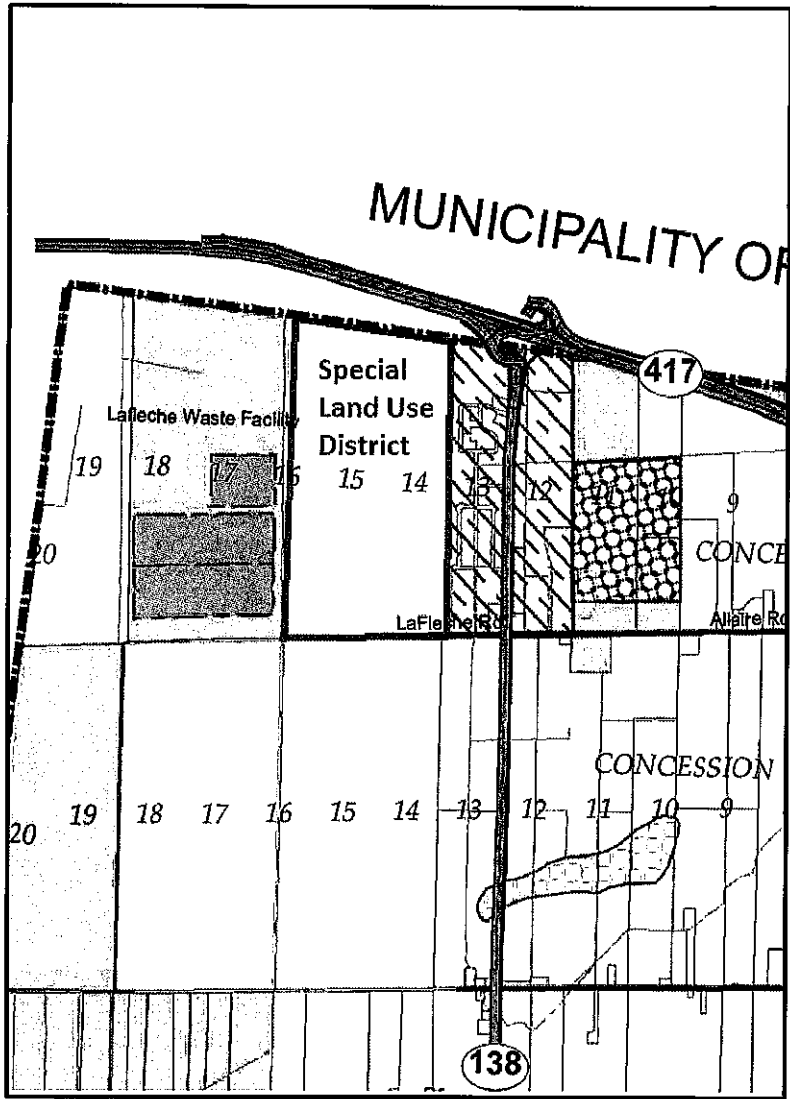 MUNICIPALITY OF
417
Special
Land Use
District
Lafleche Waste Facility
19 18 17 16 15 14 13 12 11 10 9
20
CONCE
LaFleche Rd
Allaire Rd
CONCESSION
20 19 18 17 16 15 14 13 12 11 10 9
138